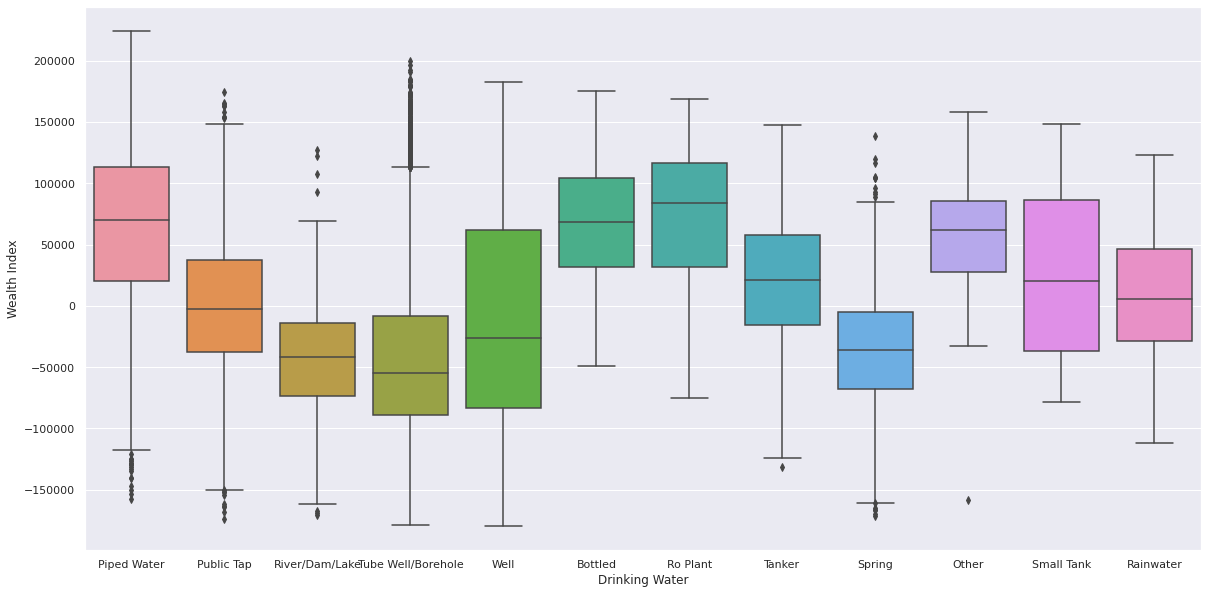 Wealth Index
200000
150000
100000
50000
0
−50000
−100000
−150000
Piped Water Public Tap River/Dam/Lake Tube Well/Borehole Well Bottled Ro Plant Tanker Spring Other Small Tank Rainwater
Drinking Water